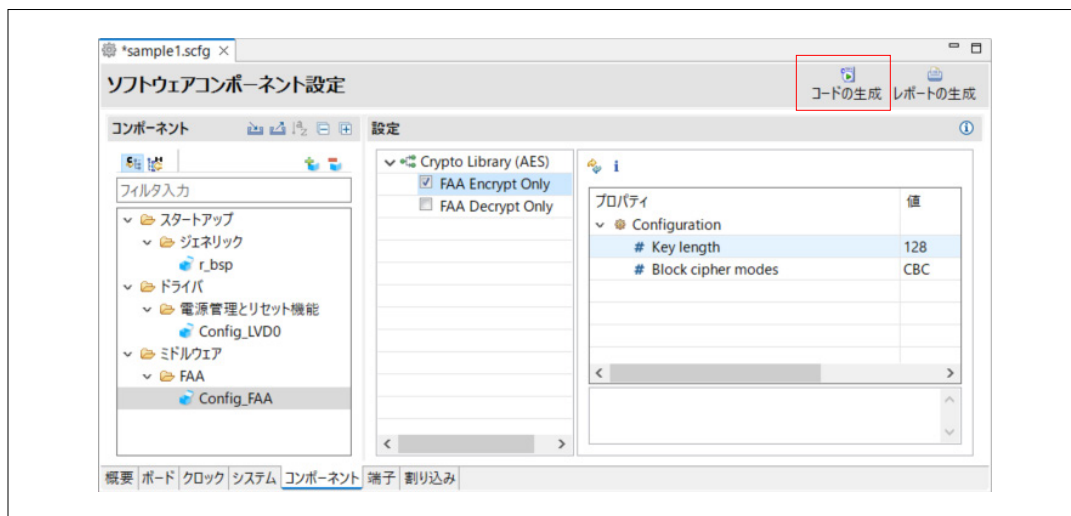 *sample1.scfg
ソフトウェアコンポーネント設定
コードの生成 レポートの生成
コンポーネント
設定
フィルタ入力
スタートアップ
ジェネリック
r_bsp
ドライバ
電源管理とリセット機能
Config_LVD0
ミドルウェア
FAA
Config_FAA
Crypto Library (AES)
FAA Encrypt Only
FAA Decrypt Only
プロパティ 値
Configuration
# Key length 128
# Block cipher modes CBC
概要 ボード クロック システム コンポーネント 端子 割り込み